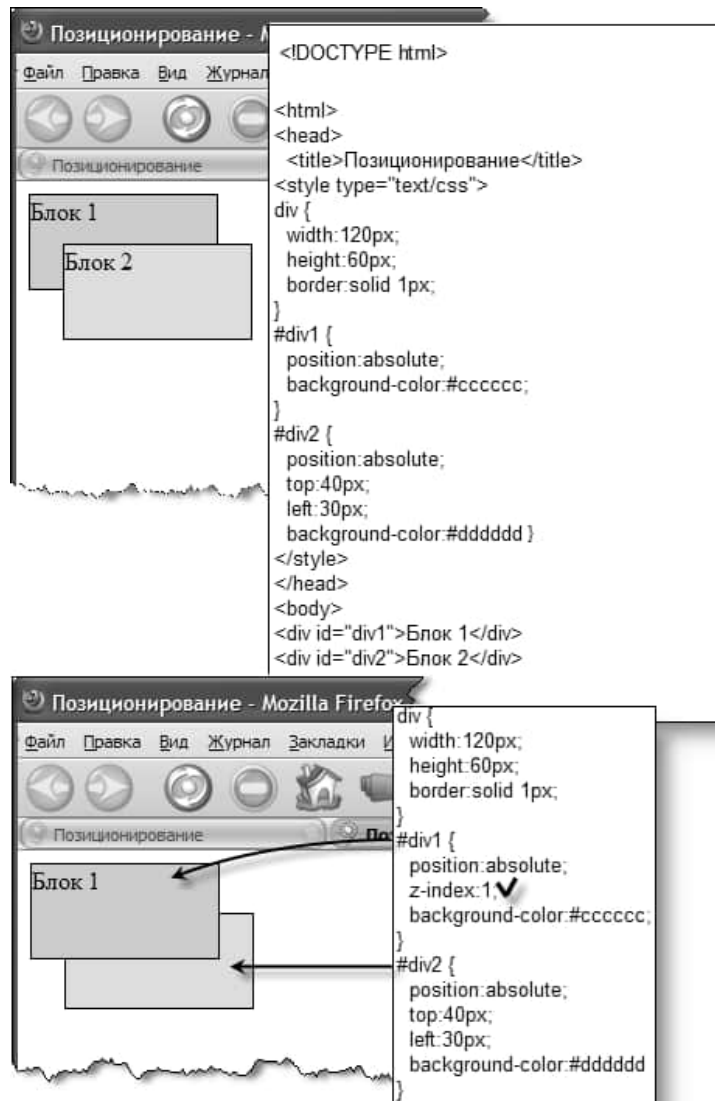 Позиционирование - M
Файл Правка Вид Журнал
Позиционирование
Блок 1
Блок 2
<!DOCTYPE html>
<html>
<head>
<title>Позиционирование</title>
<style type="text/css">
div {
width:120px;
height:60px;
border:solid 1px;
}
#div1 {
position:absolute;
background-color:#cccccc;
}
#div2 {
position:absolute;
top:40px;
left:30px;
background-color:#dddddd }
</style>
</head>
<body>
<div id="div1">Блок 1</div>
<div id="div2">Блок 2</div>
Позиционирование - Mozilla Firefox
Файл Правка Вид Журнал Закладки И
Позиционирование По
Блок 1
div {
width:120px;
height:60px;
border:solid 1px;
}
#div1 {
position:absolute;
z-index:1;
background-color:#cccccc;
}
#div2 {
position:absolute;
top:40px;
left:30px;
background-color:#dddddd
}